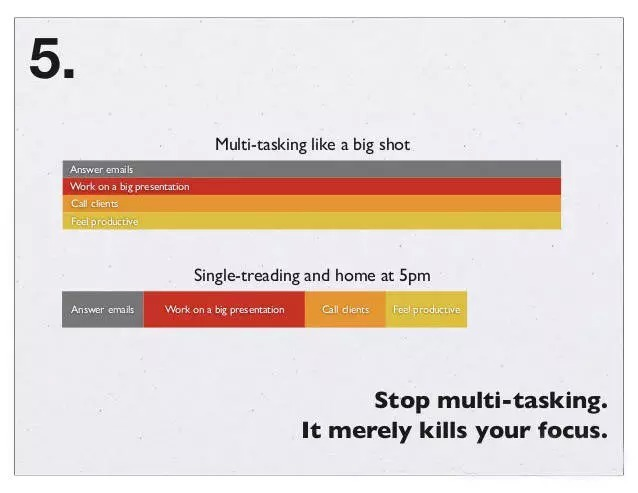 5.
Multi-tasking like a big shot
Answer emails
Work on a big presentation
Call clients
Feel productive
Single-treading and home at 5pm
Answer emails Work on a big presentation Call clients Feel productive
Stop multi-tasking.
It merely kills your focus.